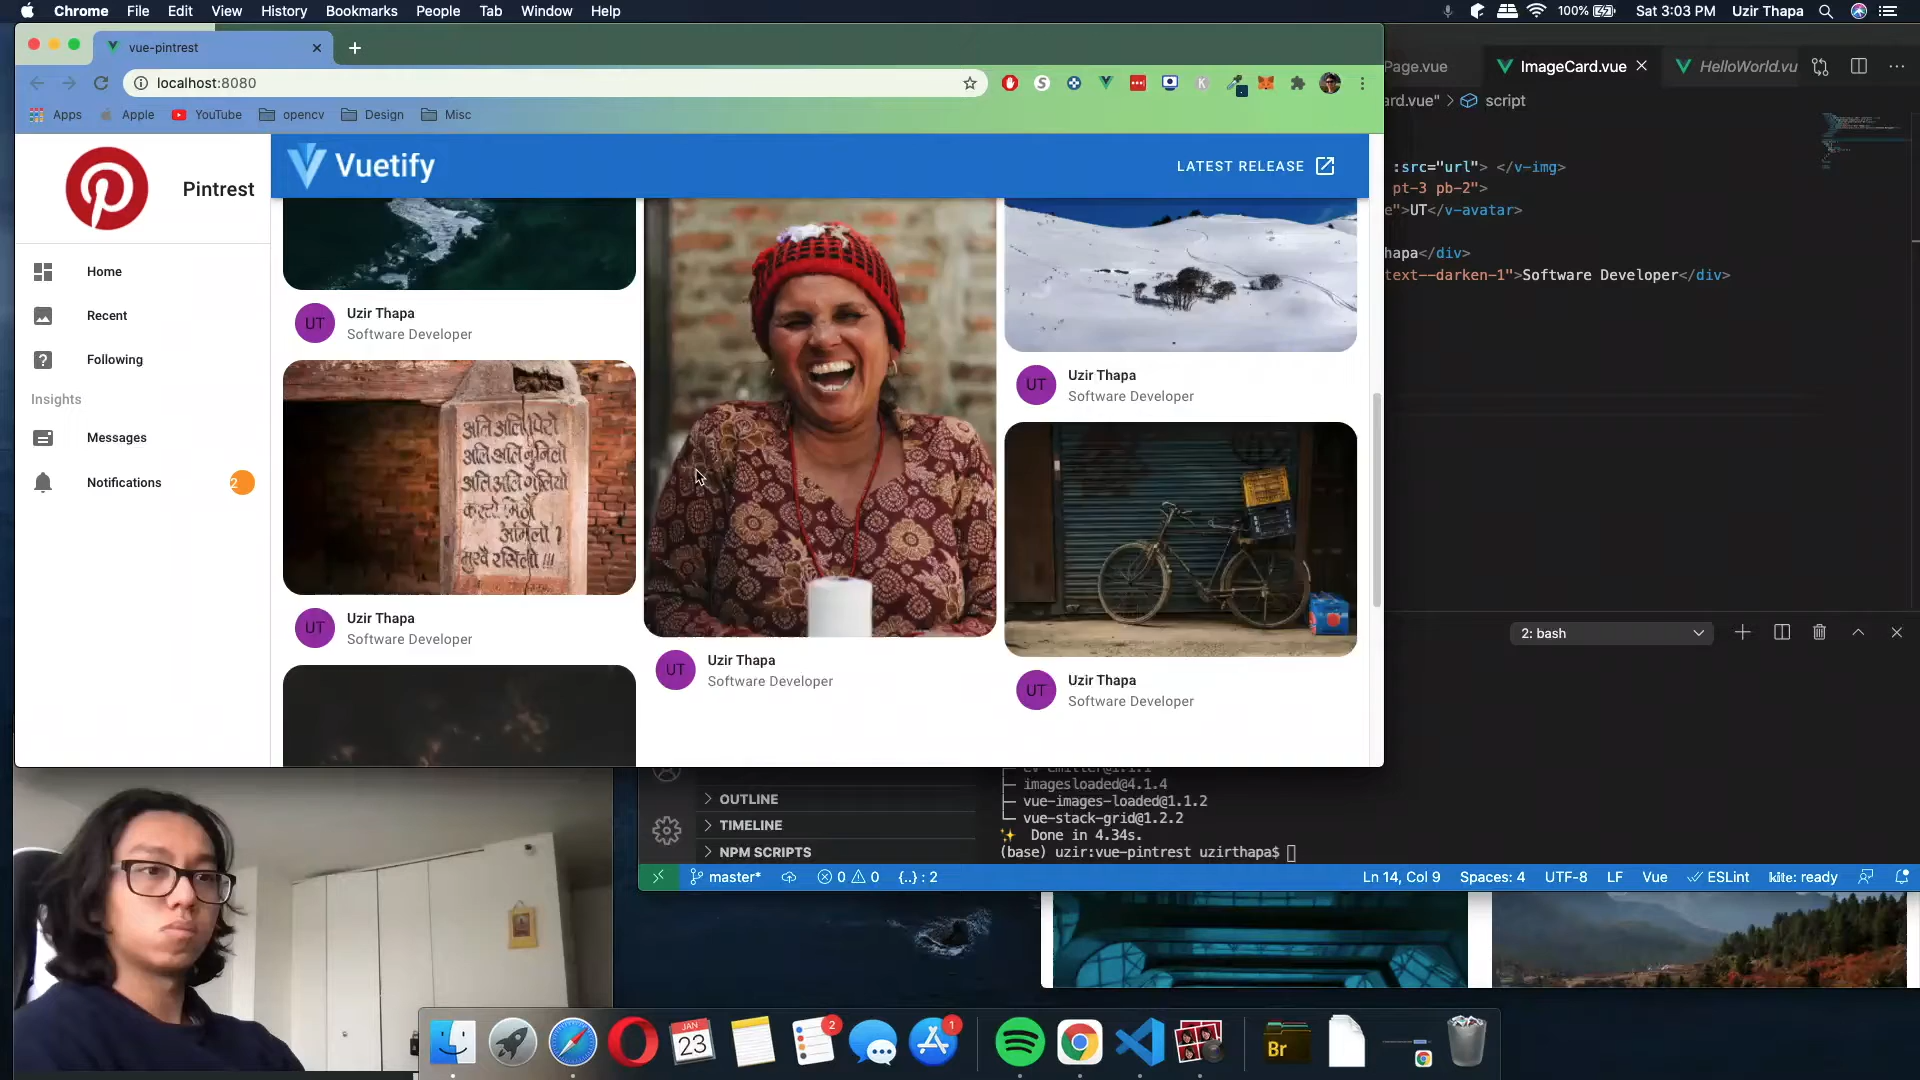 Chrome File Edit View History Bookmarks People Tab Window Help
100% Sat 3:03 PM Uzir Thapa
vue-pintrest
localhost:8080
Apps Apple YouTube opencv Design Misc
Pintrest
Vuetify
LATEST RELEASE
Home
Recent
Following
Insights
Messages
Notifications
2
UT
Uzir Thapa
Software Developer
UT
Uzir Thapa
Software Developer
UT
Uzir Thapa
Software Developer
UT
Uzir Thapa
Software Developer
UT
Uzir Thapa
Software Developer
Page.vue ImageCard.vue HelloWorld.vu
ard.vue" > script
:src="url"> </v-img>
pt-3 pb-2">
e">UT</v-avatar>
hapa</div>
text--darken-1">Software Developer</div>
2: bash
OUTLINE
TIMELINE
NPM SCRIPTS
imagesloaded@4.1.4
vue-images-loaded@1.1.2
vue-stack-grid@1.2.2
Done in 4.34s.
(base) uzir:vue-pintrest uzirthapa$
master* 0 0 {..} : 2
Ln 14, Col 9 Spaces: 4 UTF-8 LF Vue ESLint kite: ready
JAN
23
2
1
Br